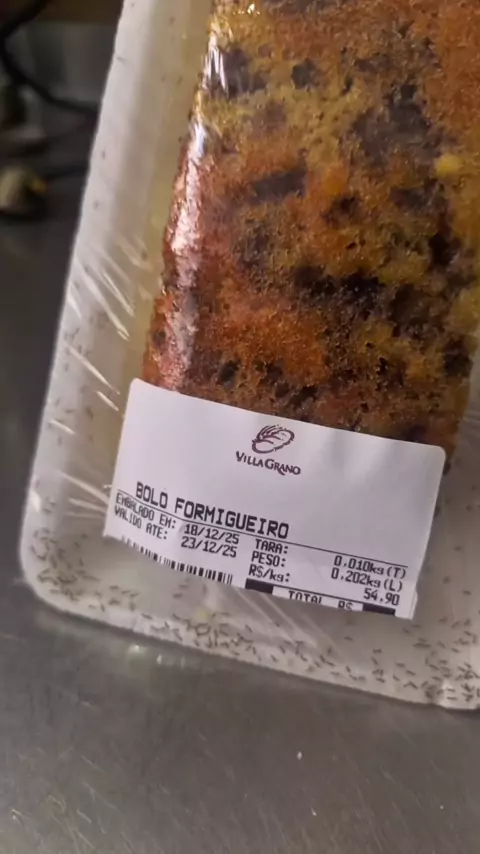 VILLA GRANO
BOLO FORMIGUEIRO
EMBALADO EM: 18/12/25
VALIDO ATE: 23/12/25
TARA: 0.010kg(T)
PESO: 0.202kg(L)
R$/kg: 54,90
TOTAL R$